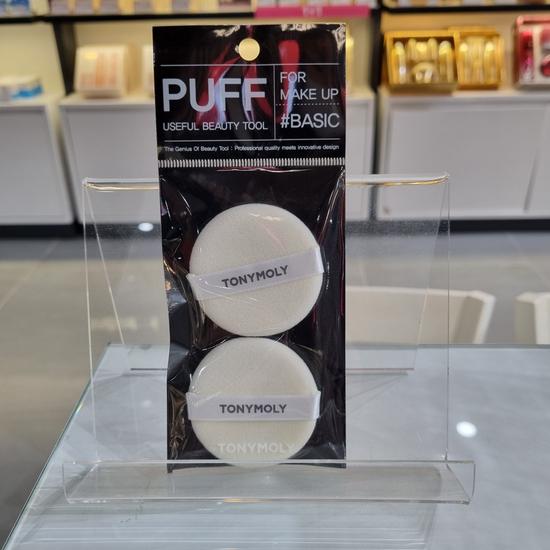 PUFF
FOR
MAKE UP
USEFUL BEAUTY TOOL
#BASIC
The Genius Of Beauty Tool : Professional quality meets innovative design
TONYMOLY
TONYMOLY
TONYMOLY